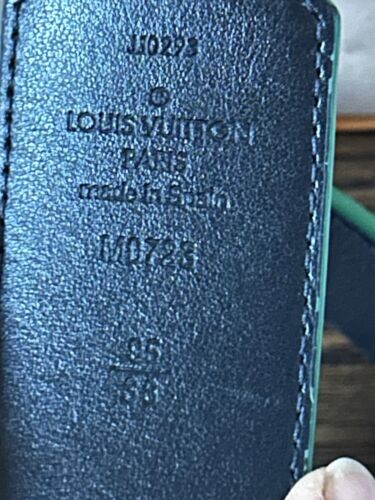 JJ0293
LOUIS VUITTON
PARIS
made in Spain
M0723
95
38